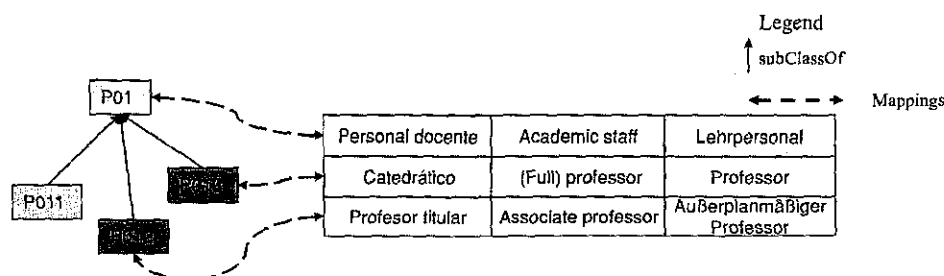 Legend
subClassOf
P01
Mappings
Personal docente Academic staff Lehrpersonal
Catedrático (Full) professor Professor
P011
Profesor titular Associate professor Außerplanmäßiger
Professor